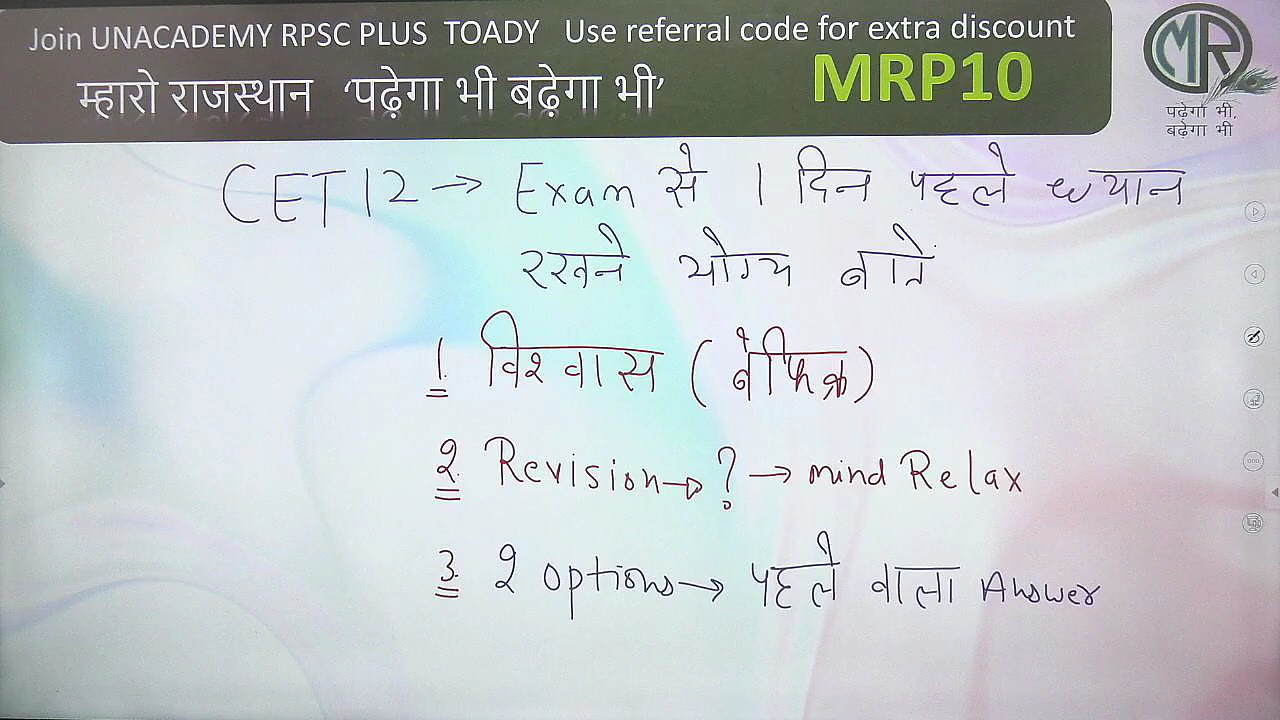 Join UNACADEMY RPSC PLUS TOADY Use referral code for extra discount
म्हारो राजस्थान ‘पढ़ेगा भी बढ़ेगा भी’ MRP10
MR
पढ़ेगा भी,
बढ़ेगा भी
CET 12 → Exam से 1 दिन पहले ध्यान
रखने योग्य बातें
1. विश्वास (बेफिक्र)
2. Revision → ? → mind Relax
3. 2 options → पहले वाला Answer